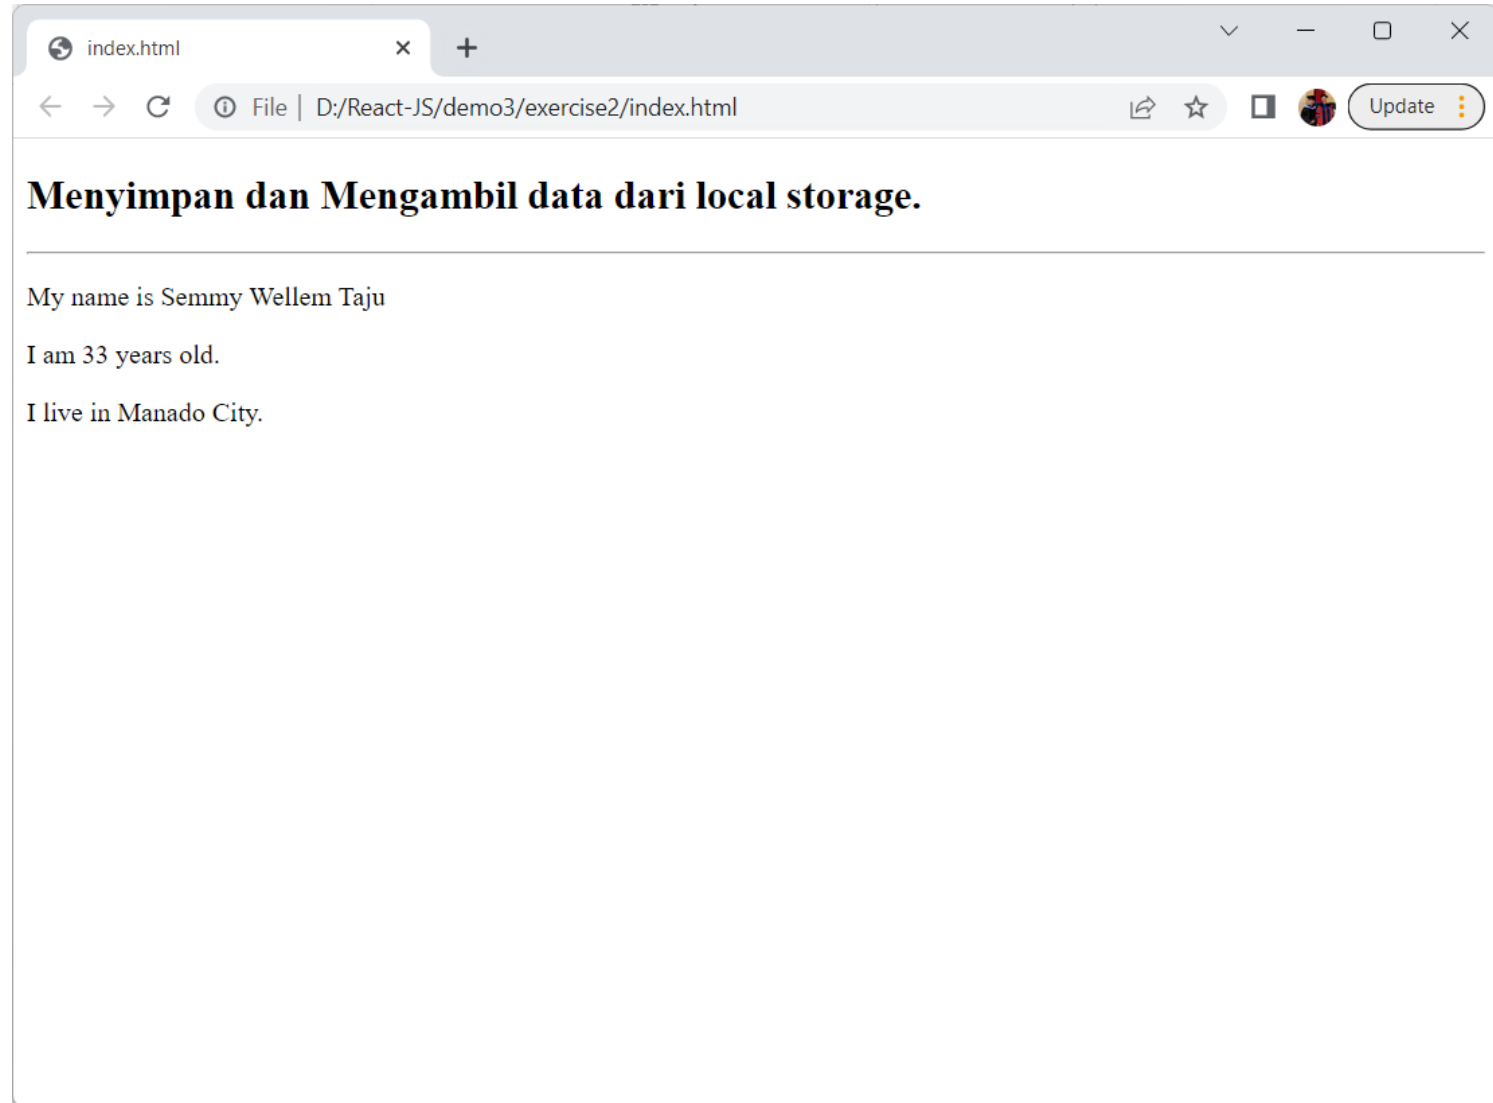 index.html
File | D:/React-JS/demo3/exercise2/index.html Update
Menyimpan dan Mengambil data dari local storage.
My name is Semmy Wellem Taju
I am 33 years old.
I live in Manado City.